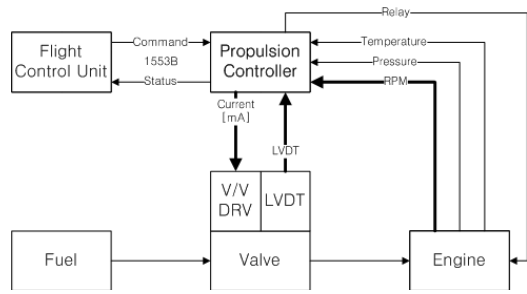 Relay
Flight
Control Unit
Command
1553B
Status
Propulsion
Controller
Temperature
Pressure
RPM
Current
[mA]
LVDT
V/V
DRV
LVDT
Fuel
Valve
Engine